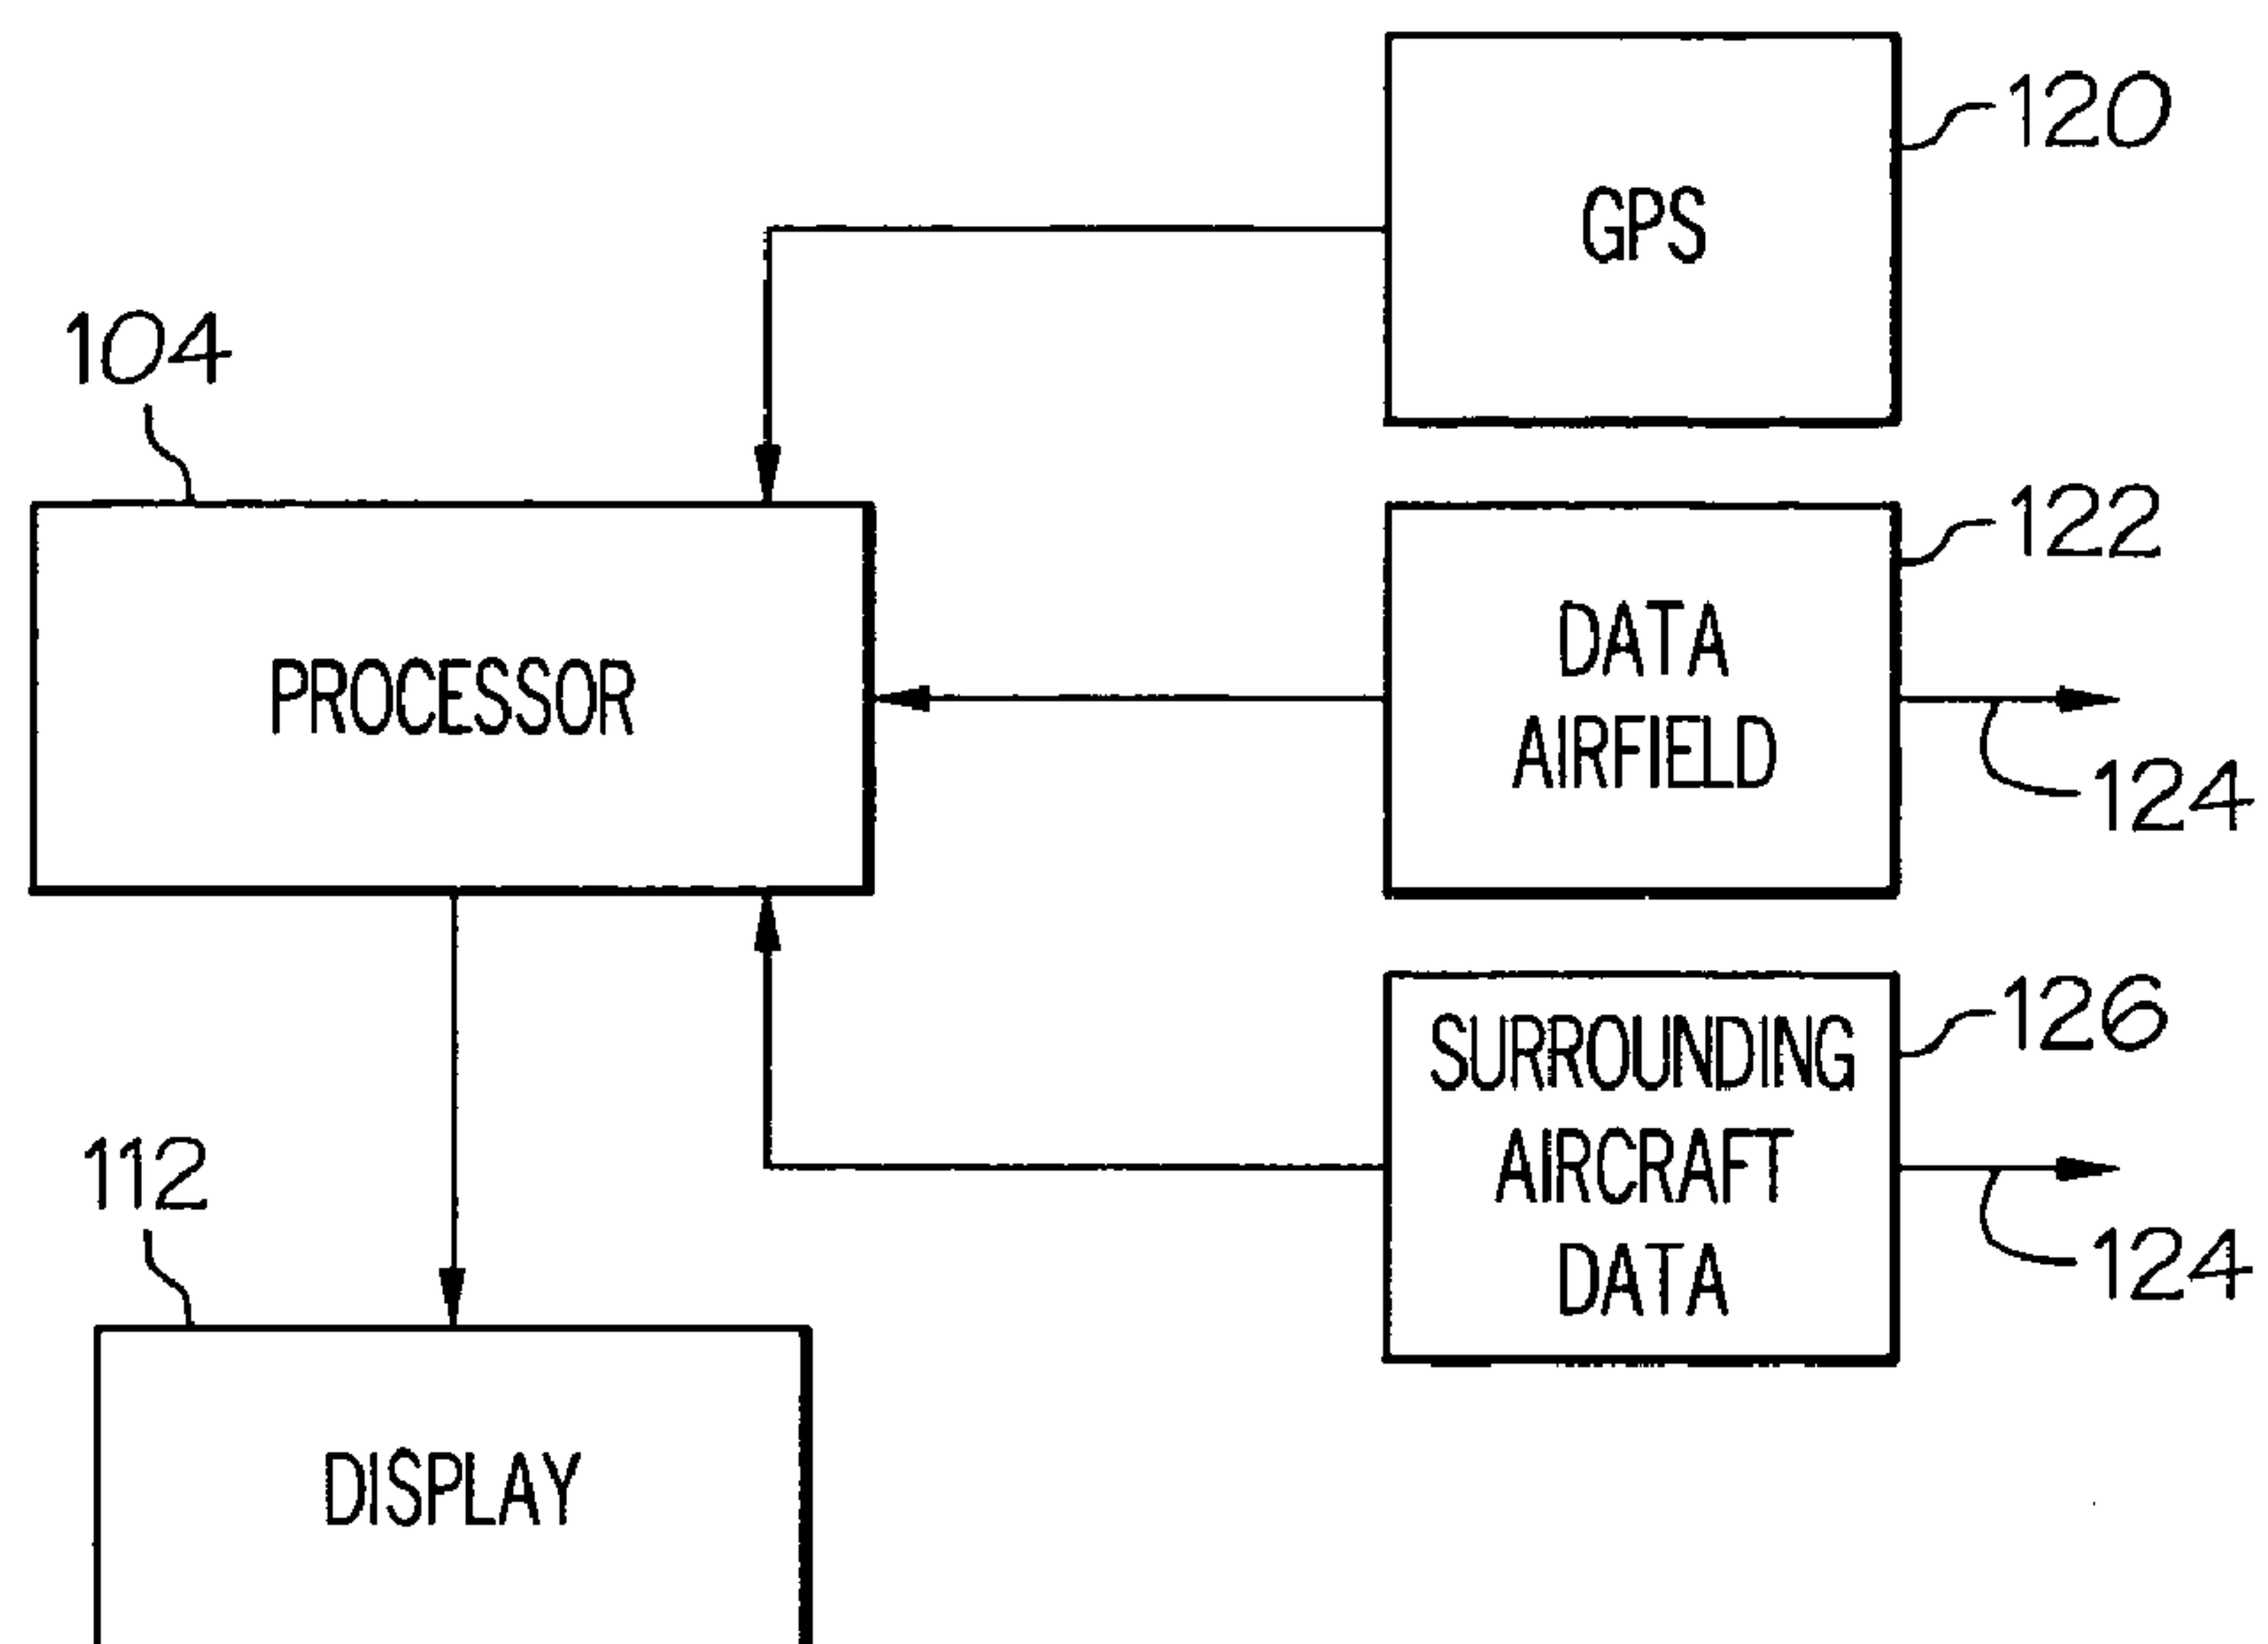 120
GPS
104
PROCESSOR
122
DATA
AIRFIELD
124
126
SURROUNDING
AIRCRAFT
DATA
124
112
DISPLAY